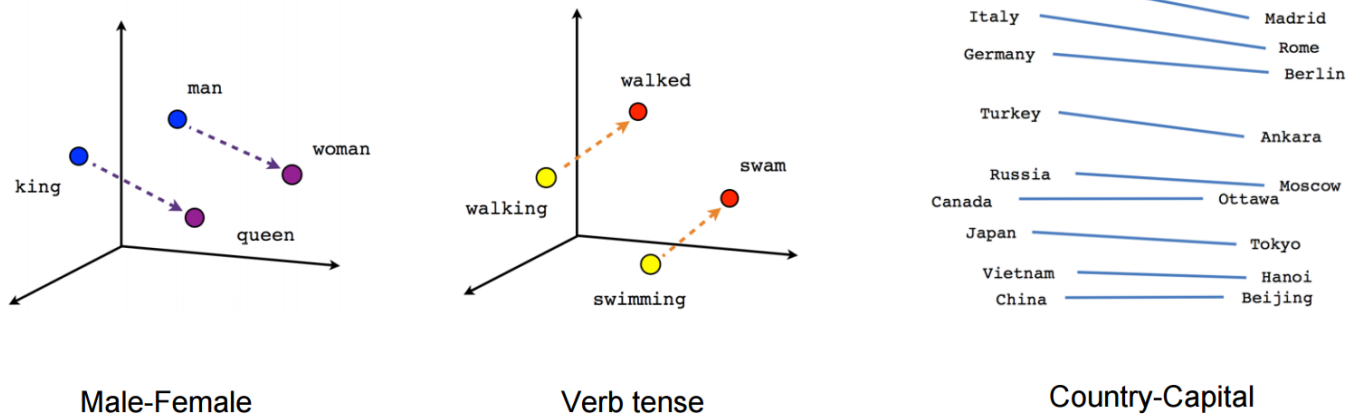 man
woman
king
queen
Male-Female
walked
swam
walking
swimming
Verb tense
Madrid
Italy Rome
Germany Berlin
Turkey Ankara
Russia Moscow
Canada Ottawa
Japan Tokyo
Vietnam Hanoi
China Beijing
Country-Capital